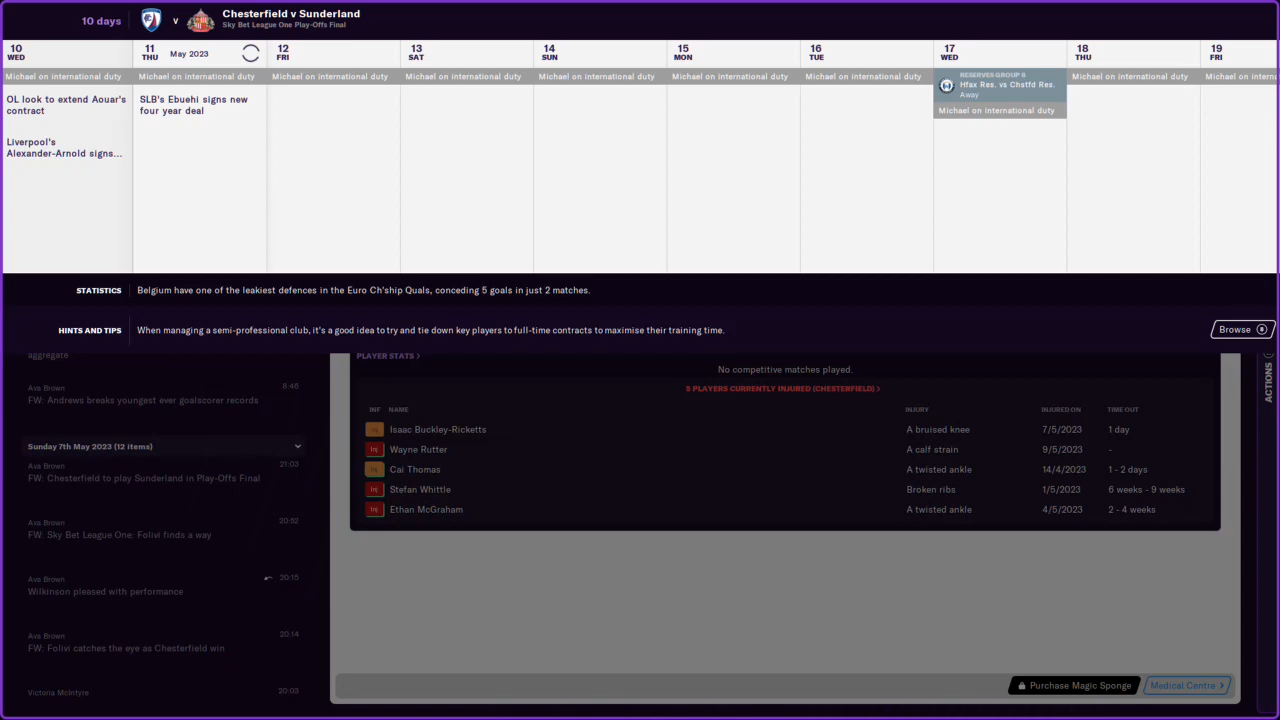 10 days
v
Chesterfield v Sunderland
Sky Bet League One Play-Offs Final
10
WED
11
THU
May 2023
12
FRI
13
SAT
14
SUN
15
MON
16
TUE
17
WED
18
THU
19
FRI
Michael on international duty
Michael on international duty
Michael on international duty
Michael on international duty
Michael on international duty
Michael on international duty
Michael on international duty
RESERVES GROUP 8
Hfax Res. vs Chstfd Res.
Away
Michael on international duty
Michael on international duty
Michael on intern
OL look to extend Aouar's
contract
Liverpool's
Alexander-Arnold signs...
SLB's Ebuehi signs new
four year deal
STATISTICS
Belgium have one of the leakiest defences in the Euro Ch'ship Quals, conceding 5 goals in just 2 matches.
HINTS AND TIPS
When managing a semi-professional club, it's a good idea to try and tie down key players to full-time contracts to maximise their training time.
Browse
aggregate
Ava Brown
8:46
FW: Andrews breaks youngest ever goalscorer records
Sunday 7th May 2023 (12 items)
Ava Brown
21:03
FW: Chesterfield to play Sunderland in Play-Offs Final
Ava Brown
20:52
FW: Sky Bet League One: Folivi finds a way
Ava Brown
20:15
Wilkinson pleased with performance
Ava Brown
20:14
FW: Folivi catches the eye as Chesterfield win
Victoria McIntyre
20:03
PLAYER STATS >
No competitive matches played.
5 PLAYERS CURRENTLY INJURED (CHESTERFIELD) >
INF NAME INJURY INJURED ON TIME OUT
Inj Isaac Buckley-Ricketts A bruised knee 7/5/2023 1 day
Inj Wayne Rutter A calf strain 9/5/2023 -
Inj Cai Thomas A twisted ankle 14/4/2023 1 - 2 days
Inj Stefan Whittle Broken ribs 1/5/2023 6 weeks - 9 weeks
Inj Ethan McGraham A twisted ankle 4/5/2023 2 - 4 weeks
ACTIONS
Purchase Magic Sponge
Medical Centre >